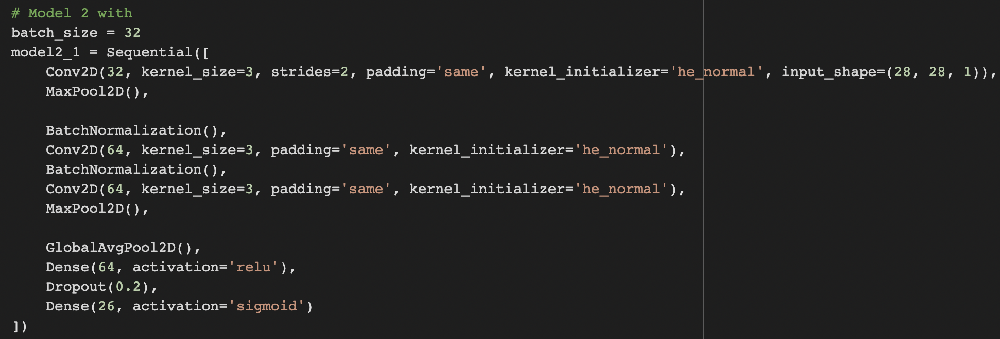 # Model 2 with
batch_size = 32
model2_1 = Sequential([
    Conv2D(32, kernel_size=3, strides=2, padding='same', kernel_initializer='he_normal', input_shape=(28, 28, 1)),
    MaxPool2D(),

    BatchNormalization(),
    Conv2D(64, kernel_size=3, padding='same', kernel_initializer='he_normal'),
    BatchNormalization(),
    Conv2D(64, kernel_size=3, padding='same', kernel_initializer='he_normal'),
    MaxPool2D(),

    GlobalAvgPool2D(),
    Dense(64, activation='relu'),
    Dropout(0.2),
    Dense(26, activation='sigmoid')
])